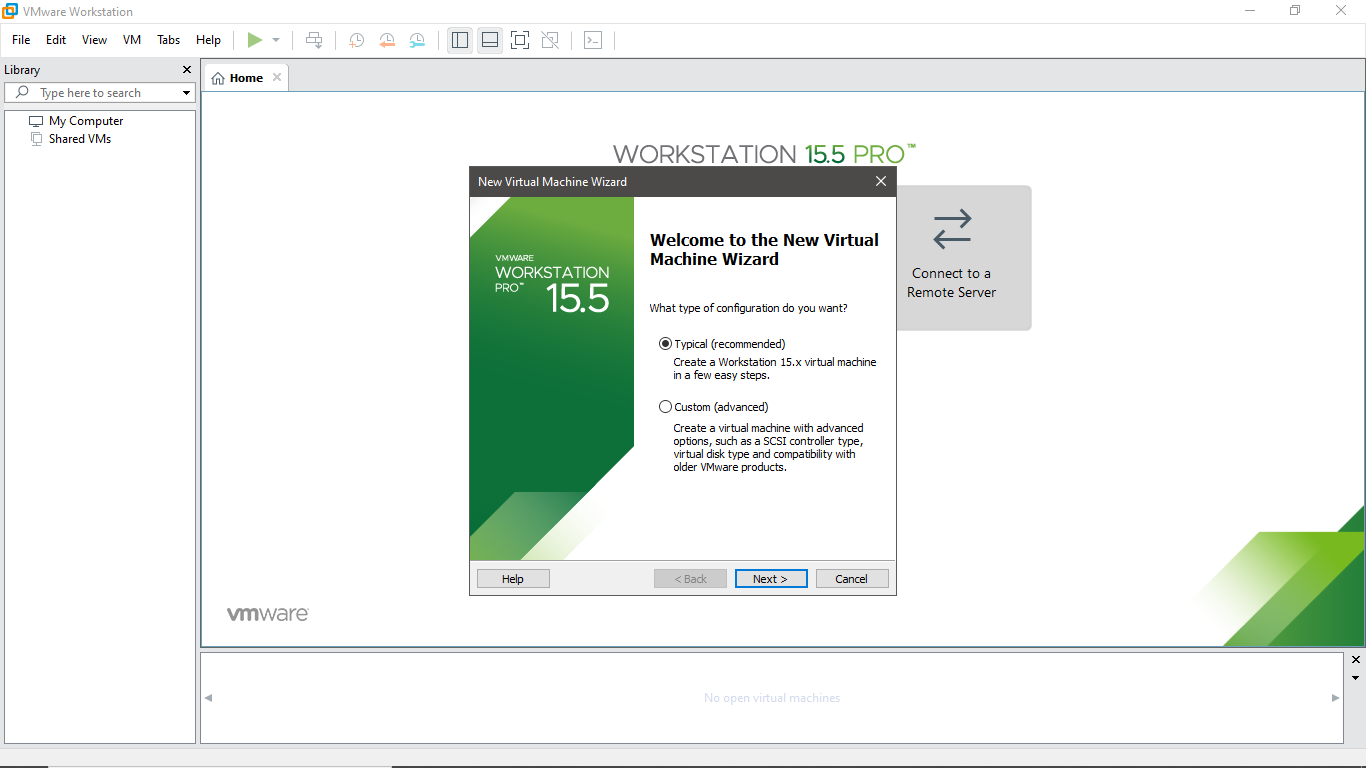 VMware Workstation
File Edit View VM Tabs Help
Library
Type here to search
My Computer
Shared VMs
Home
WORKSTATION 15.5 PRO™
Connect to a
Remote Server
New Virtual Machine Wizard
VMWARE
WORKSTATION
PRO™ 15.5
Welcome to the New Virtual
Machine Wizard
What type of configuration do you want?
Typical (recommended)
Create a Workstation 15.x virtual machine
in a few easy steps.
Custom (advanced)
Create a virtual machine with advanced
options, such as a SCSI controller type,
virtual disk type and compatibility with
older VMware products.
Help < Back Next > Cancel
vmware
No open virtual machines